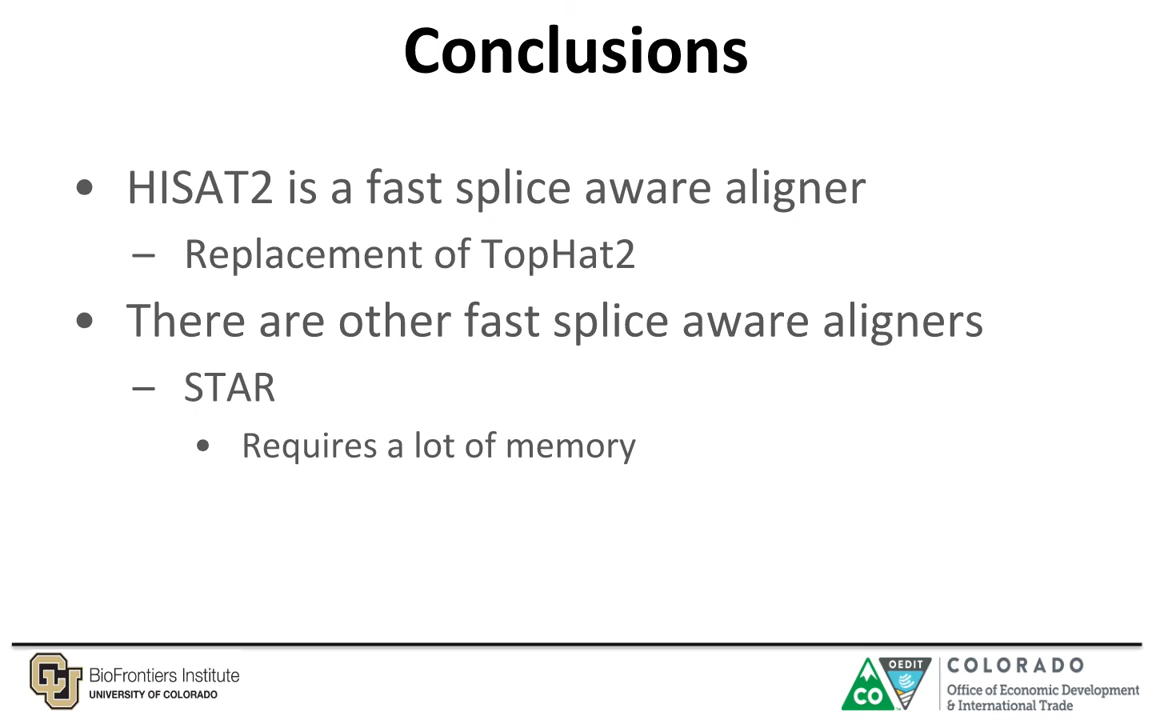 Conclusions
• HISAT2 is a fast splice aware aligner
– Replacement of TopHat2
• There are other fast splice aware aligners
– STAR
• Requires a lot of memory
CU BioFrontiers Institute
UNIVERSITY OF COLORADO
OEDIT
CO
COLORADO
Office of Economic Development
& International Trade